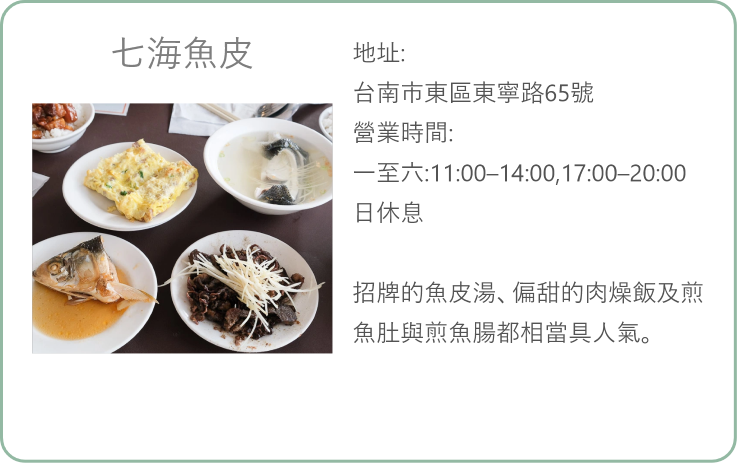 七海魚皮
地址:
台南市東區東寧路65號
營業時間:
一至六:11:00–14:00,17:00–20:00
日休息
招牌的魚皮湯、偏甜的肉燥飯及煎
魚肚與煎魚腸都相當具人氣。